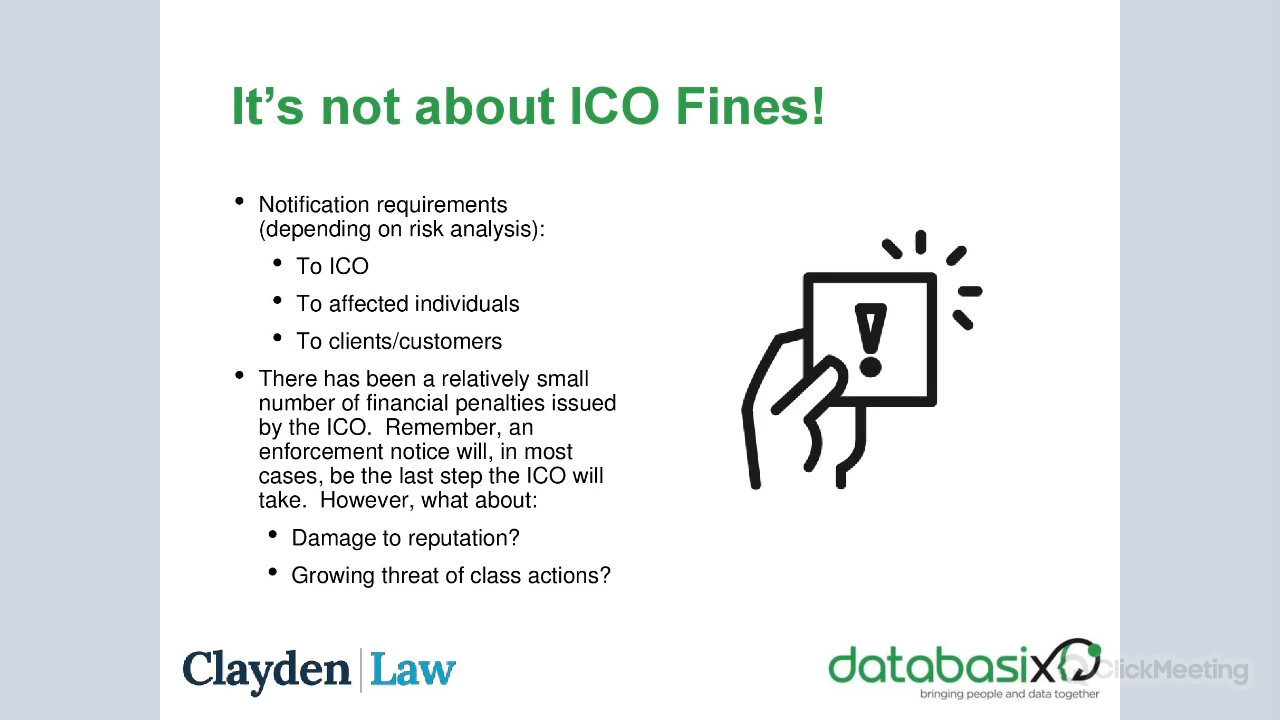 It’s not about ICO Fines!
• Notification requirements
(depending on risk analysis):
• To ICO
• To affected individuals
• To clients/customers
• There has been a relatively small
number of financial penalties issued
by the ICO.  Remember, an
enforcement notice will, in most
cases, be the last step the ICO will
take.  However, what about:
• Damage to reputation?
• Growing threat of class actions?
!
Clayden Law
databasix
bringing people and data together
ClickMeeting